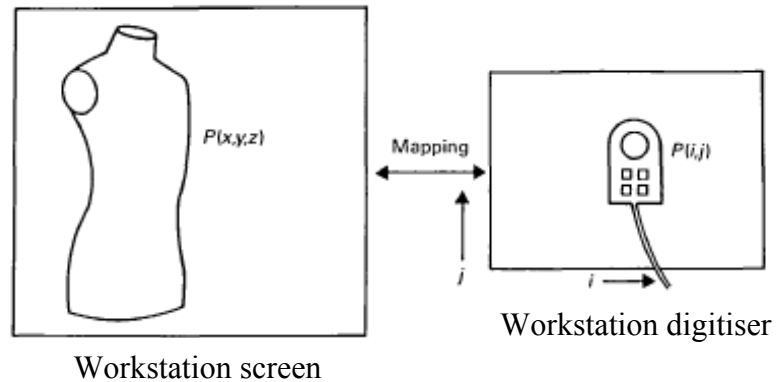 P(x,y,z)
Mapping
P(i,j)
j
i
Workstation digitiser
Workstation screen